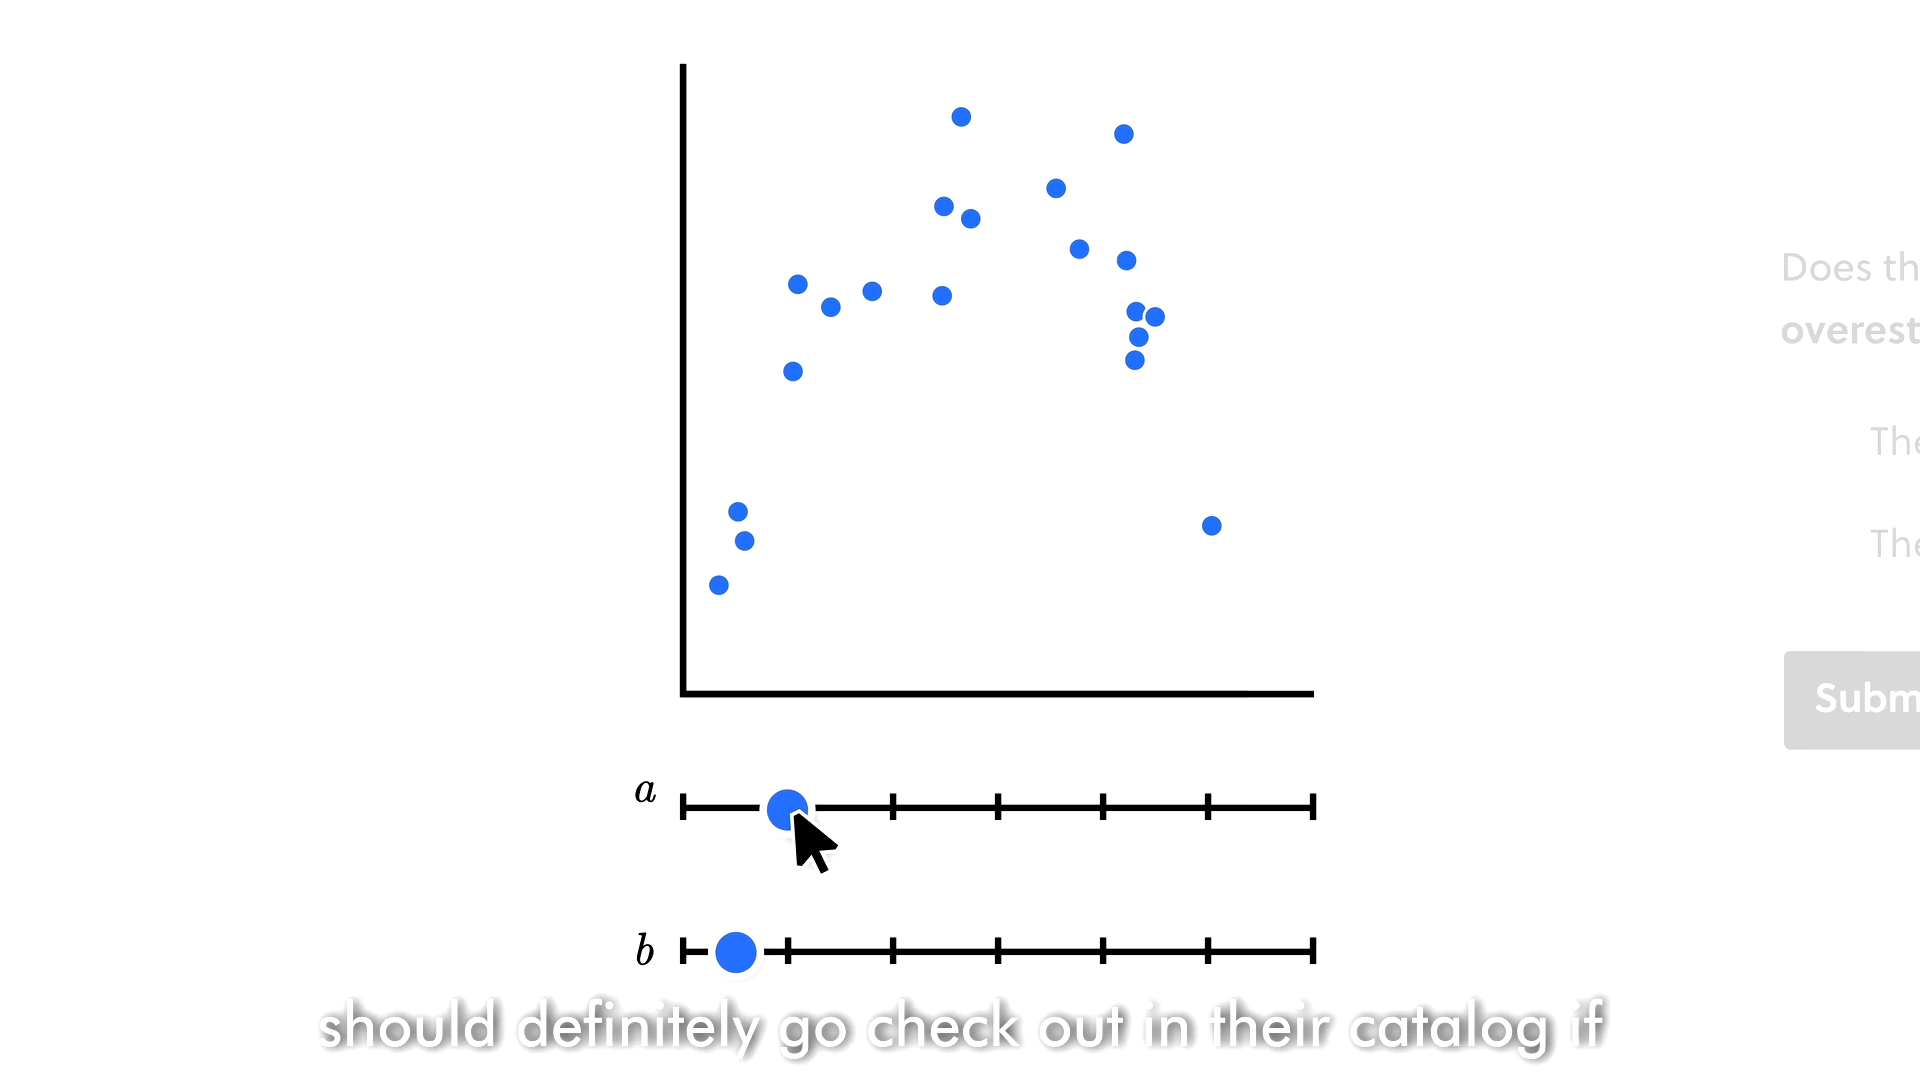 Does th
overest
The
The
Subm
a
b
should definitely go check out in their catalog if